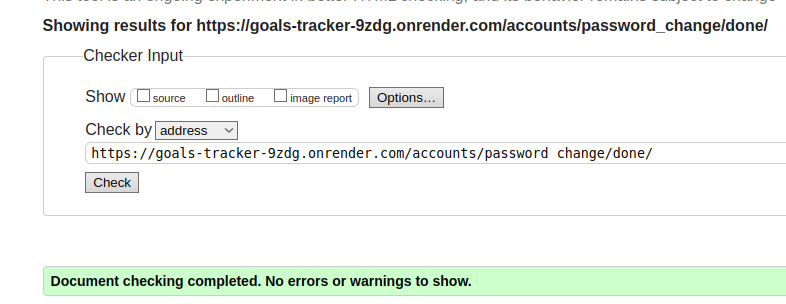 Showing results for https://goals-tracker-9zdg.onrender.com/accounts/password_change/done/
Checker Input
Show source outline image report Options...
Check by address
https://goals-tracker-9zdg.onrender.com/accounts/password change/done/
Check
Document checking completed. No errors or warnings to show.